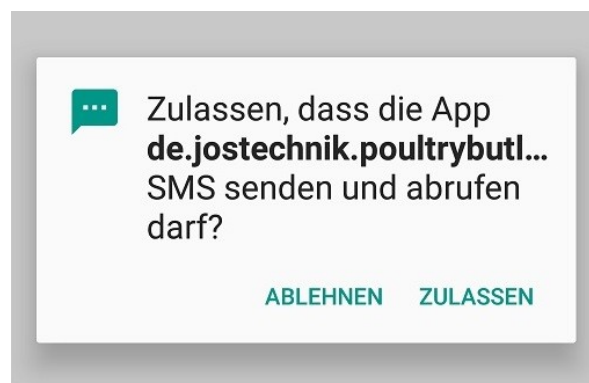 Zulassen, dass die App
de.jostechnik.poultrybutl...
SMS senden und abrufen
darf?
ABLEHNEN ZULASSEN